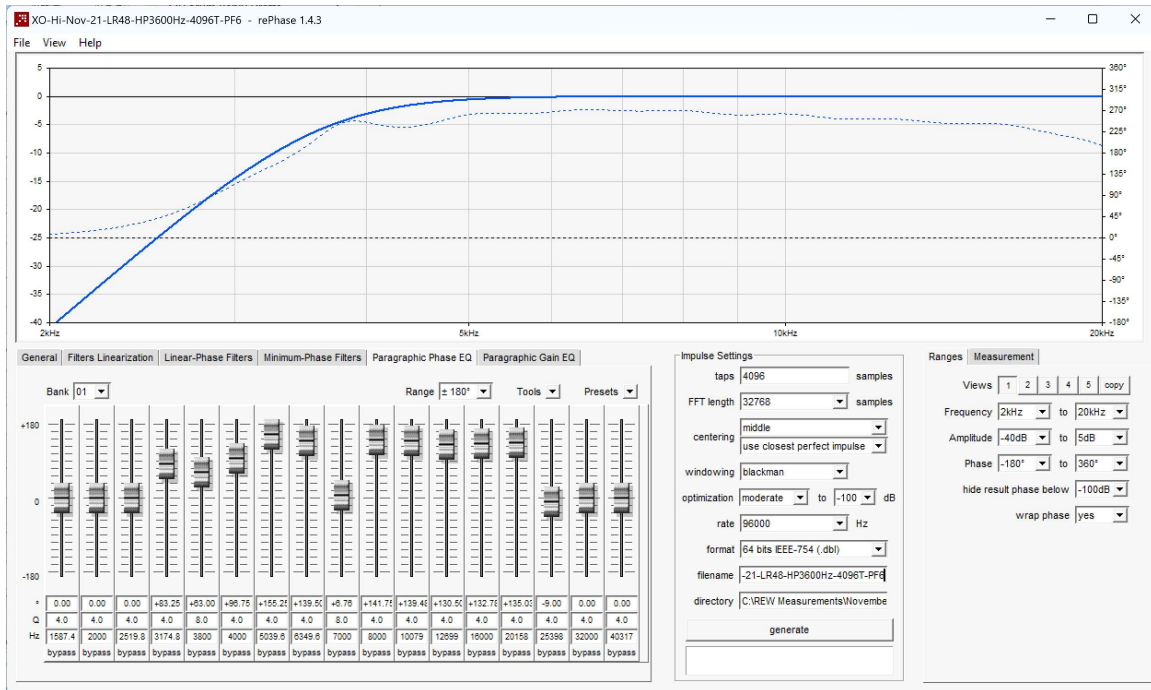 XO-Hi-Nov-21-LR48-HP3600Hz-4096T-PF6 - rePhase 1.4.3
File View Help
5 360°
0 315°
-5 270°
-10 225°
-15 180°
-20 135°
-25 90°
-30 45°
-35 0°
-40 -45°
-90°
-135°
-180°
2kHz 5kHz 10kHz 20kHz
General Filters Linearization Linear-Phase Filters Minimum-Phase Filters Paragraphic Phase EQ Paragraphic Gain EQ
Bank 01 Range ± 180° Tools Presets
+180
0
-180
° 0.00 0.00 0.00 +83.25 +63.00 +96.75 +155.25 +139.50 +6.76 +141.75 +139.48 +130.50 +132.78 +135.03 -9.00 0.00 0.00
Q 4.0 4.0 4.0 4.0 8.0 4.0 4.0 4.0 8.0 4.0 4.0 4.0 4.0 4.0 4.0 4.0 4.0
Hz 1587.4 2000 2519.8 3174.8 3800 4000 5039.6 6349.6 7000 8000 10079 12699 16000 20158 25398 32000 40317
bypass bypass bypass bypass bypass bypass bypass bypass bypass bypass bypass bypass bypass bypass bypass bypass bypass
Impulse Settings
taps 4096 samples
FFT length 32768 samples
centering middle
use closest perfect impulse
windowing blackman
optimization moderate to -100 dB
rate 96000 Hz
format 64 bits IEEE-754 (.dbl)
filename -21-LR48-HP3600Hz-4096T-PF6
directory C:\REW Measurements\Novembe
generate
Ranges Measurement
Views 1 2 3 4 5 copy
Frequency 2kHz to 20kHz
Amplitude -40dB to 5dB
Phase -180° to 360°
hide result phase below -100dB
wrap phase yes